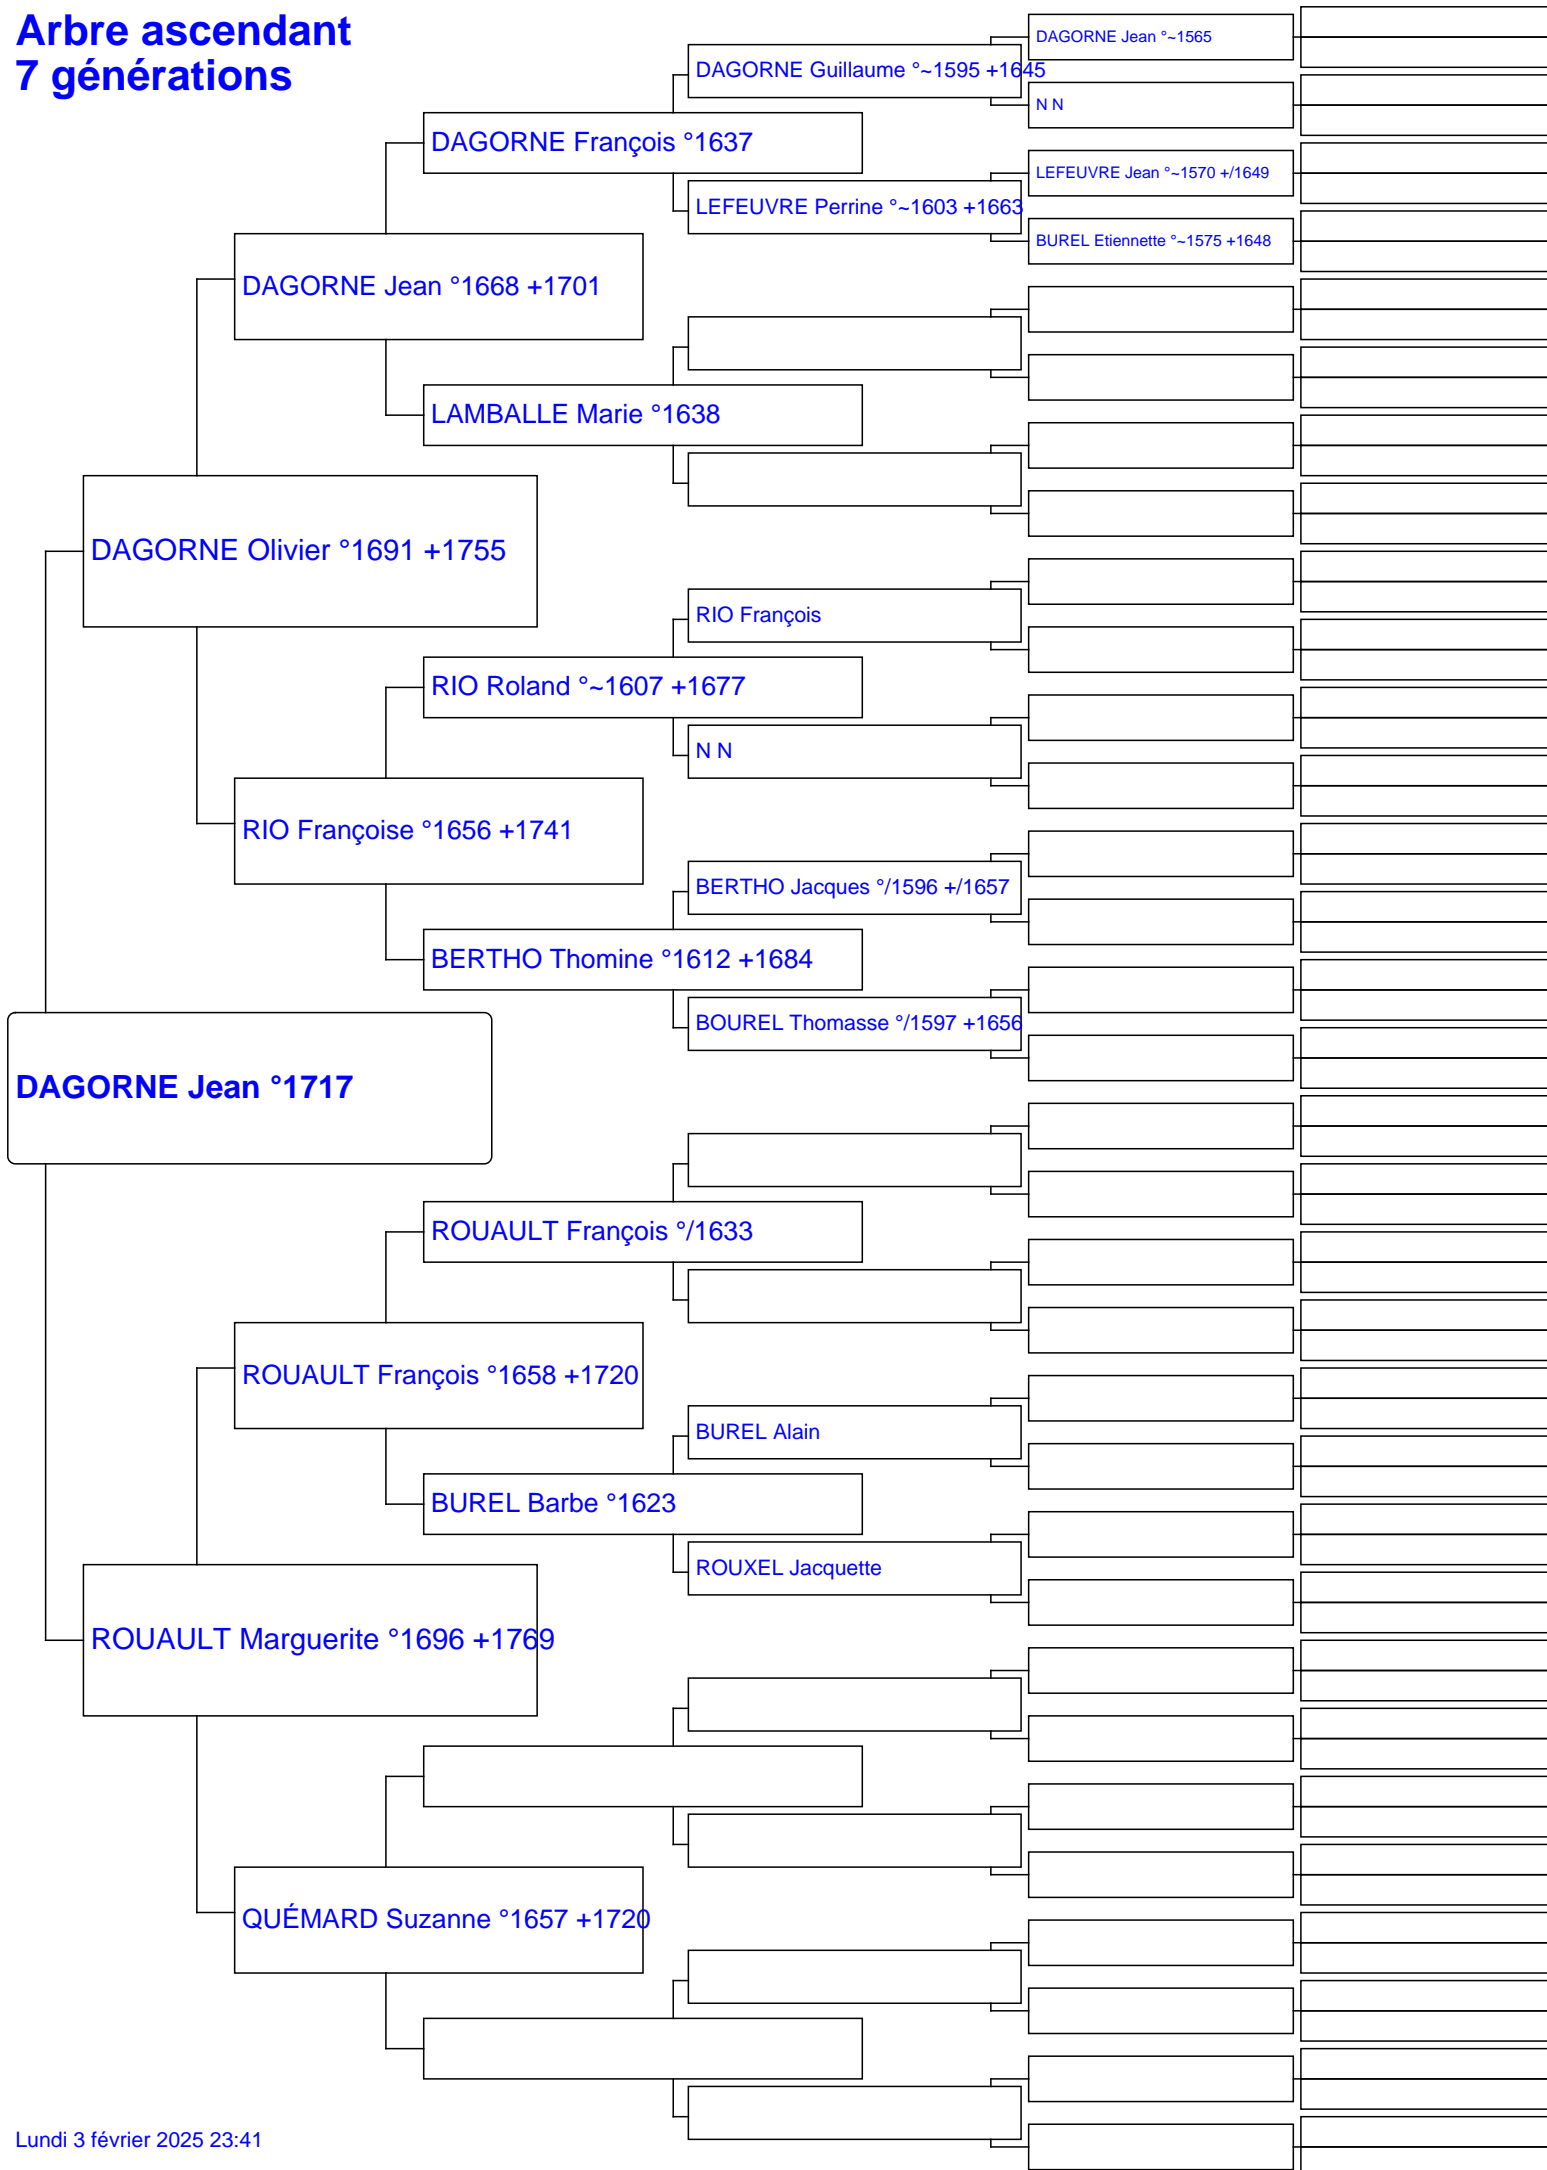 Arbre ascendant
7 générations
DAGORNE Jean °~1565
DAGORNE Guillaume °~1595 +1645
N N
DAGORNE François °1637
LEFEUVRE Jean °~1570 +/1649
LEFEUVRE Perrine °~1603 +1663
BUREL Etiennette °~1575 +1648
DAGORNE Jean °1668 +1701
LAMBALLE Marie °1638
DAGORNE Olivier °1691 +1755
RIO François
RIO Roland °~1607 +1677
N N
RIO Françoise °1656 +1741
BERTHO Jacques °/1596 +/1657
BERTHO Thomine °1612 +1684
BOUREL Thomasse °/1597 +1656
DAGORNE Jean °1717
ROUAULT François °/1633
ROUAULT François °1658 +1720
BUREL Alain
BUREL Barbe °1623
ROUXEL Jacquette
ROUAULT Marguerite °1696 +1769
QUÉMARD Suzanne °1657 +1720
Lundi 3 février 2025 23:41